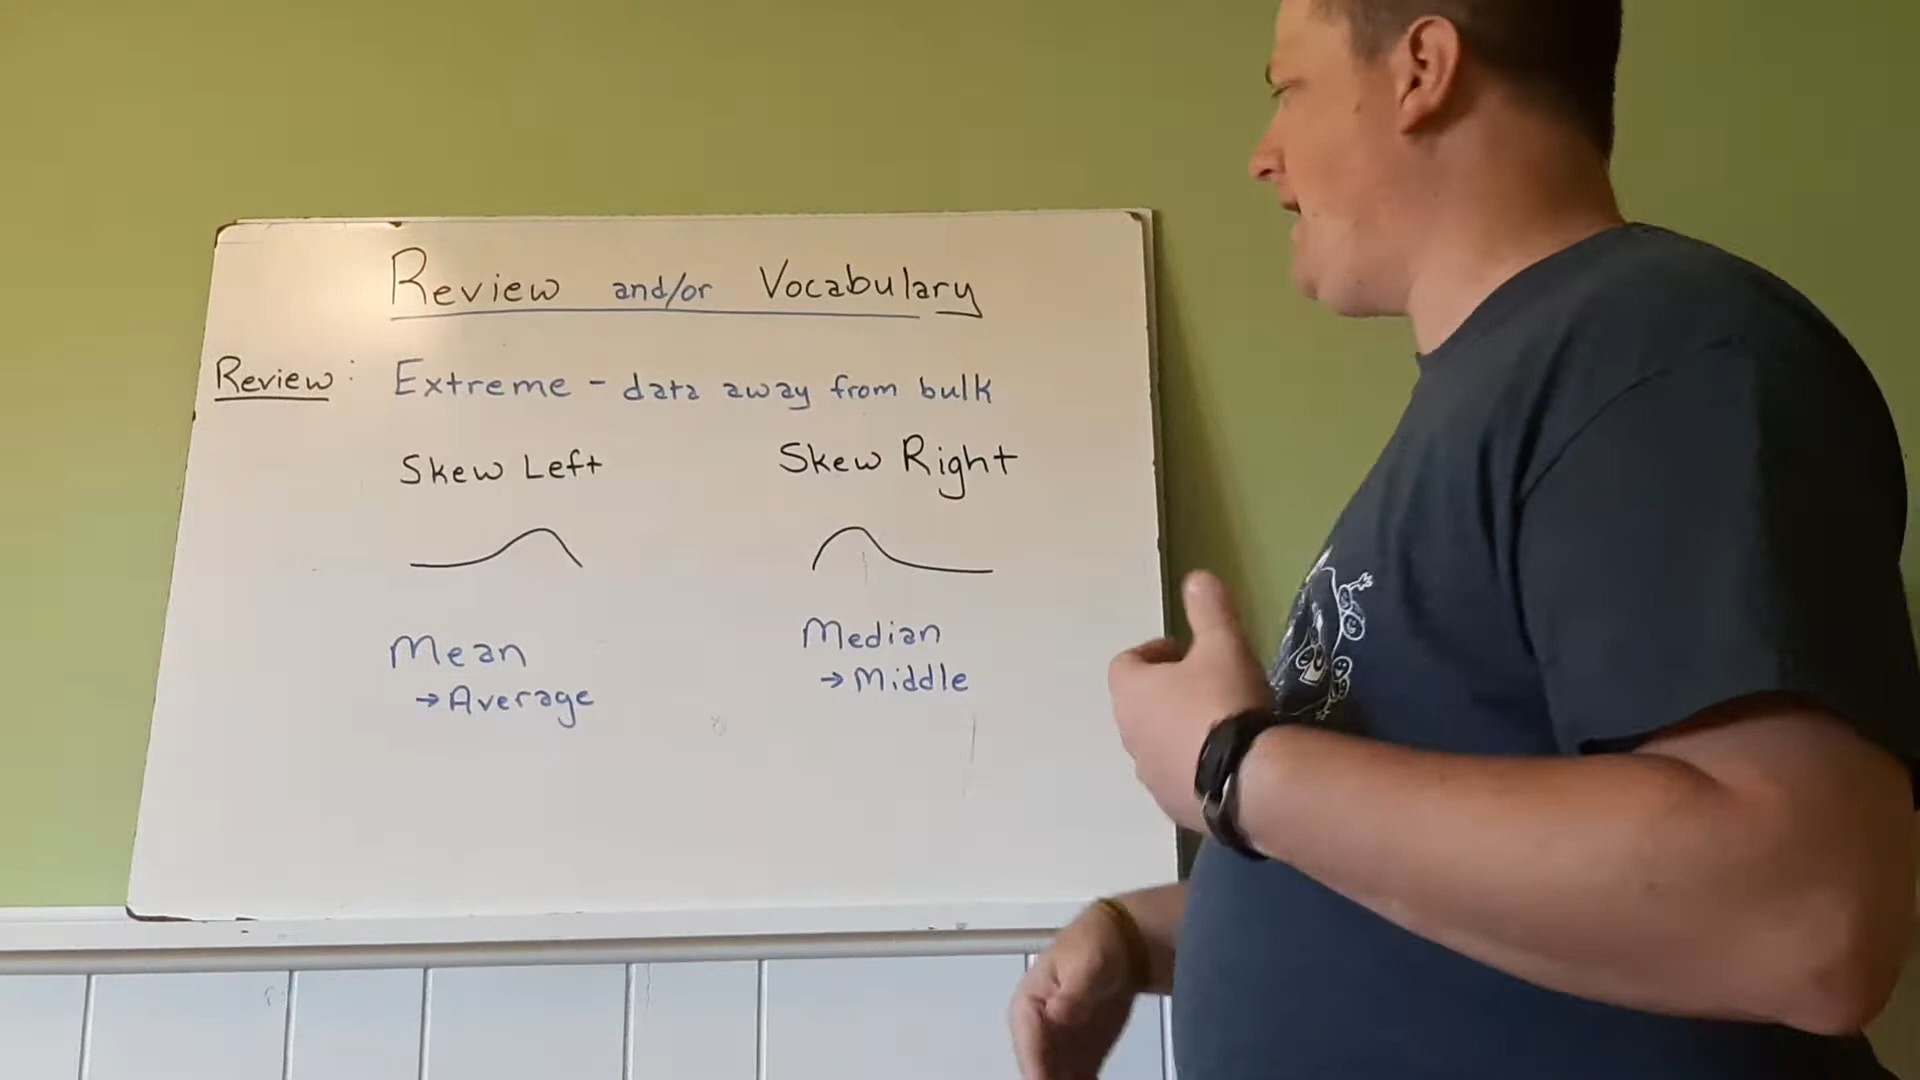 Review and/or Vocabulary
Review: Extreme - data away from bulk
Skew Left
Skew Right
Mean
→ Average
Median
→ Middle